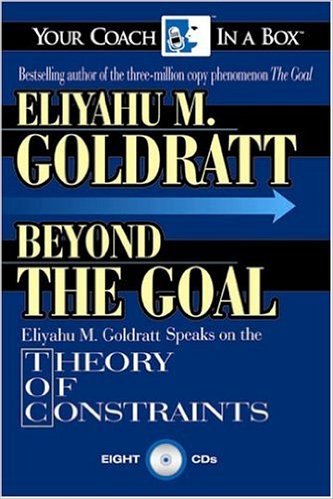 YOUR COACH IN A BOX™
Bestselling author of the three-million copy phenomenon The Goal
ELIYAHU M.
GOLDRATT
BEYOND
THE GOAL
Eliyahu M. Goldratt Speaks on the
THEORY
OF
CONSTRAINTS
EIGHT CDs